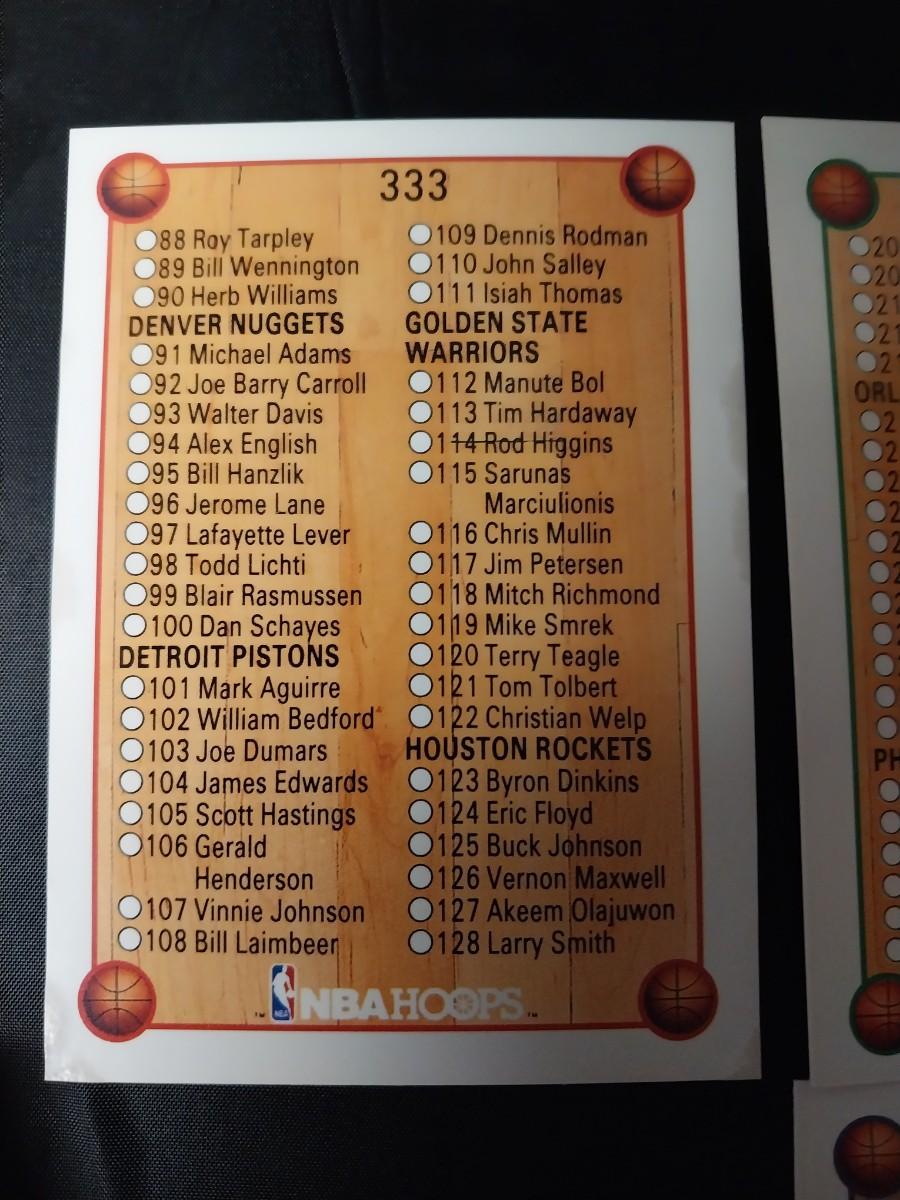 333
88 Roy Tarpley
89 Bill Wennington
90 Herb Williams
DENVER NUGGETS
91 Michael Adams
92 Joe Barry Carroll
93 Walter Davis
94 Alex English
95 Bill Hanzlik
96 Jerome Lane
97 Lafayette Lever
98 Todd Lichti
99 Blair Rasmussen
100 Dan Schayes
DETROIT PISTONS
101 Mark Aguirre
102 William Bedford
103 Joe Dumars
104 James Edwards
105 Scott Hastings
106 Gerald
Henderson
107 Vinnie Johnson
108 Bill Laimbeer
109 Dennis Rodman
110 John Salley
111 Isiah Thomas
GOLDEN STATE
WARRIORS
112 Manute Bol
113 Tim Hardaway
114 Rod Higgins
115 Sarunas
Marciulionis
116 Chris Mullin
117 Jim Petersen
118 Mitch Richmond
119 Mike Smrek
120 Terry Teagle
121 Tom Tolbert
122 Christian Welp
HOUSTON ROCKETS
123 Byron Dinkins
124 Eric Floyd
125 Buck Johnson
126 Vernon Maxwell
127 Akeem Olajuwon
128 Larry Smith
™ NBA NBA HOOPS ™